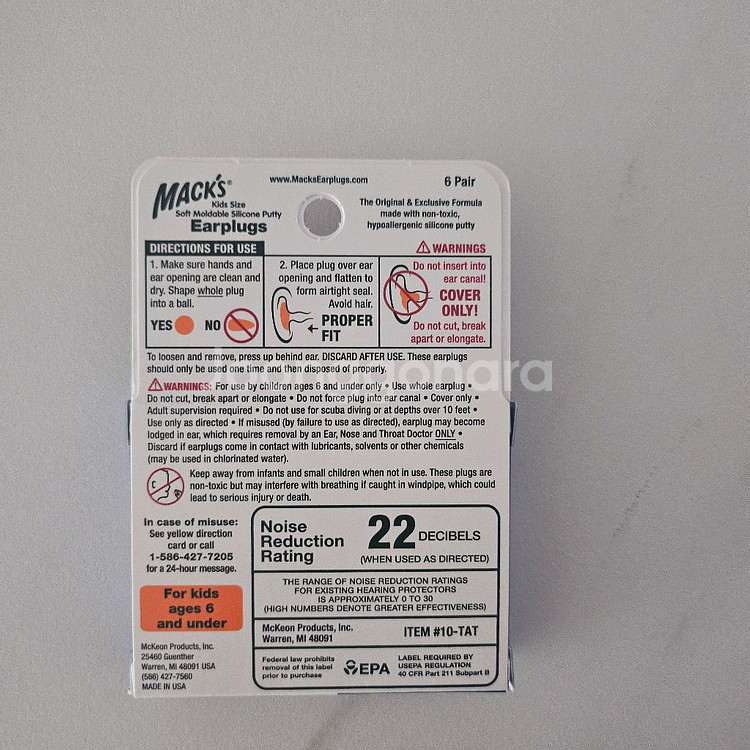 www.MacksEarplugs.com
6 Pair
MACK'S®
Kids Size
Soft Moldable Silicone Putty
Earplugs
The Original & Exclusive Formula
made with non-toxic,
hypoallergenic silicone putty
DIRECTIONS FOR USE
1. Make sure hands and
ear opening are clean and
dry. Shape whole plug
into a ball.
YES
NO
2. Place plug over ear
opening and flatten to
form airtight seal.
Avoid hair.
PROPER
FIT
WARNINGS
Do not insert into
ear canal!
COVER
ONLY!
Do not cut, break
apart or elongate.
To loosen and remove, press up behind ear. DISCARD AFTER USE. These earplugs
should only be used one time and then disposed of properly.
WARNINGS: For use by children ages 6 and under only • Use whole earplug •
Do not cut, break apart or elongate • Do not force plug into ear canal • Cover only •
Adult supervision required • Do not use for scuba diving or at depths over 10 feet •
Use only as directed • If misused (by failure to use as directed), earplug may become
lodged in ear, which requires removal by an Ear, Nose and Throat Doctor ONLY •
Discard if earplugs come in contact with lubricants, solvents or other chemicals
(may be used in chlorinated water).
Keep away from infants and small children when not in use. These plugs are
non-toxic but may interfere with breathing if caught in windpipe, which could
lead to serious injury or death.
In case of misuse:
See yellow direction
card or call
1-586-427-7205
for a 24-hour message.
For kids
ages 6
and under
McKeon Products, Inc.
25460 Guenther
Warren, MI 48091 USA
(586) 427-7560
MADE IN USA
Noise
Reduction
Rating
22 DECIBELS
(WHEN USED AS DIRECTED)
THE RANGE OF NOISE REDUCTION RATINGS
FOR EXISTING HEARING PROTECTORS
IS APPROXIMATELY 0 TO 30
(HIGH NUMBERS DENOTE GREATER EFFECTIVENESS)
McKeon Products, Inc.
Warren, MI 48091
ITEM #10-TAT
Federal law prohibits
removal of this label
prior to purchase
EPA
LABEL REQUIRED BY
USEPA REGULATION
40 CFR Part 211 Subpart B